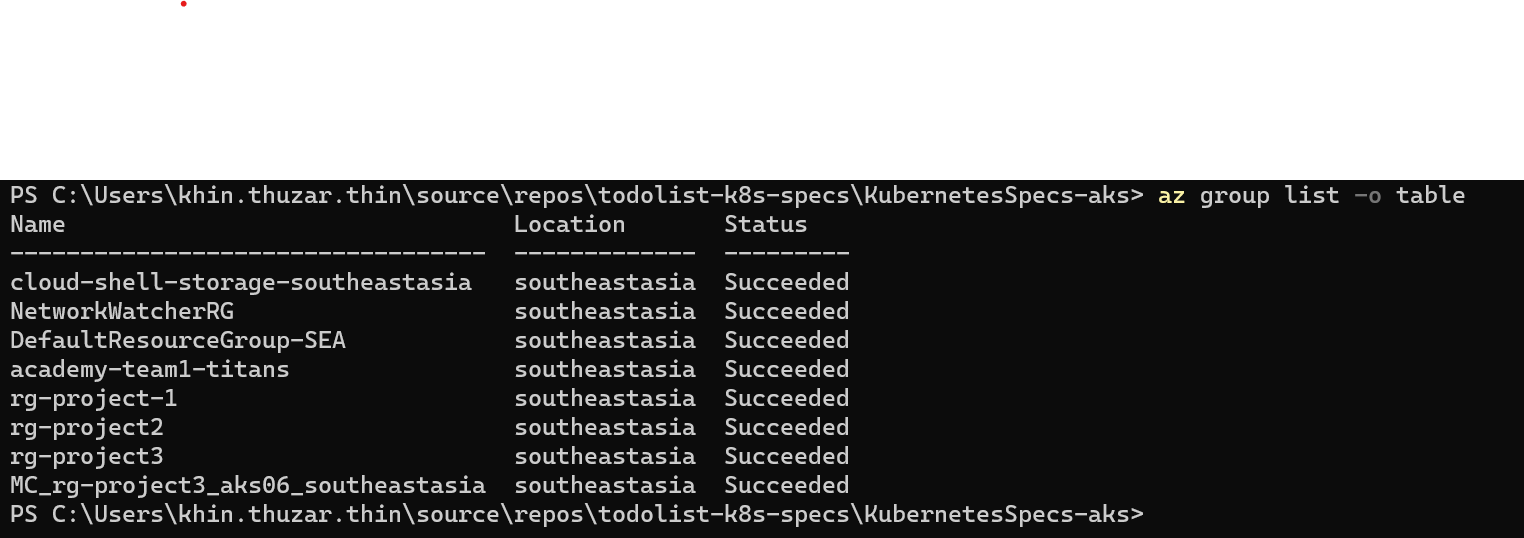 PS C:\Users\khin.thuzar.thin\source\repos\todolist-k8s-specs\KubernetesSpecs-aks> az group list -o table
Name                                Location       Status
----------------------------------  -------------  ---------
cloud-shell-storage-southeastasia   southeastasia  Succeeded
NetworkWatcherRG                    southeastasia  Succeeded
DefaultResourceGroup-SEA            southeastasia  Succeeded
academy-team1-titans                southeastasia  Succeeded
rg-project-1                        southeastasia  Succeeded
rg-project2                         southeastasia  Succeeded
rg-project3                         southeastasia  Succeeded
MC_rg-project3_aks06_southeastasia  southeastasia  Succeeded
PS C:\Users\khin.thuzar.thin\source\repos\todolist-k8s-specs\KubernetesSpecs-aks>